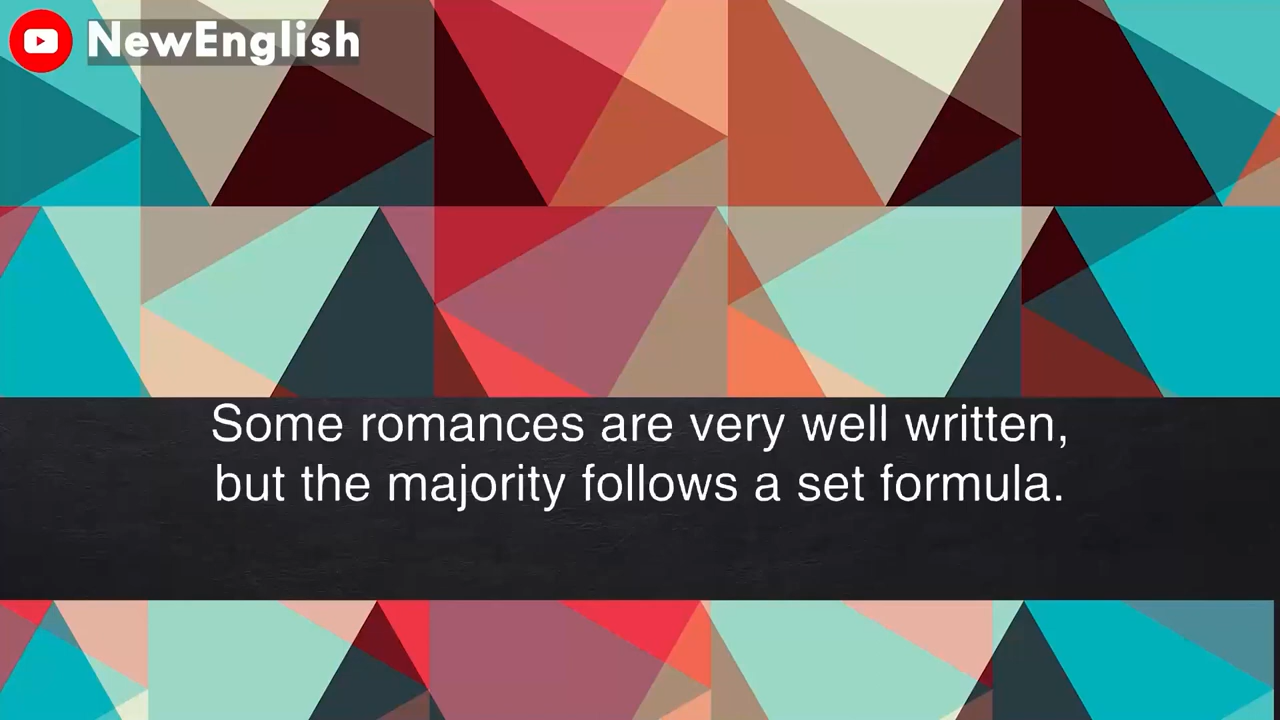 NewEnglish
Some romances are very well written,
but the majority follows a set formula.